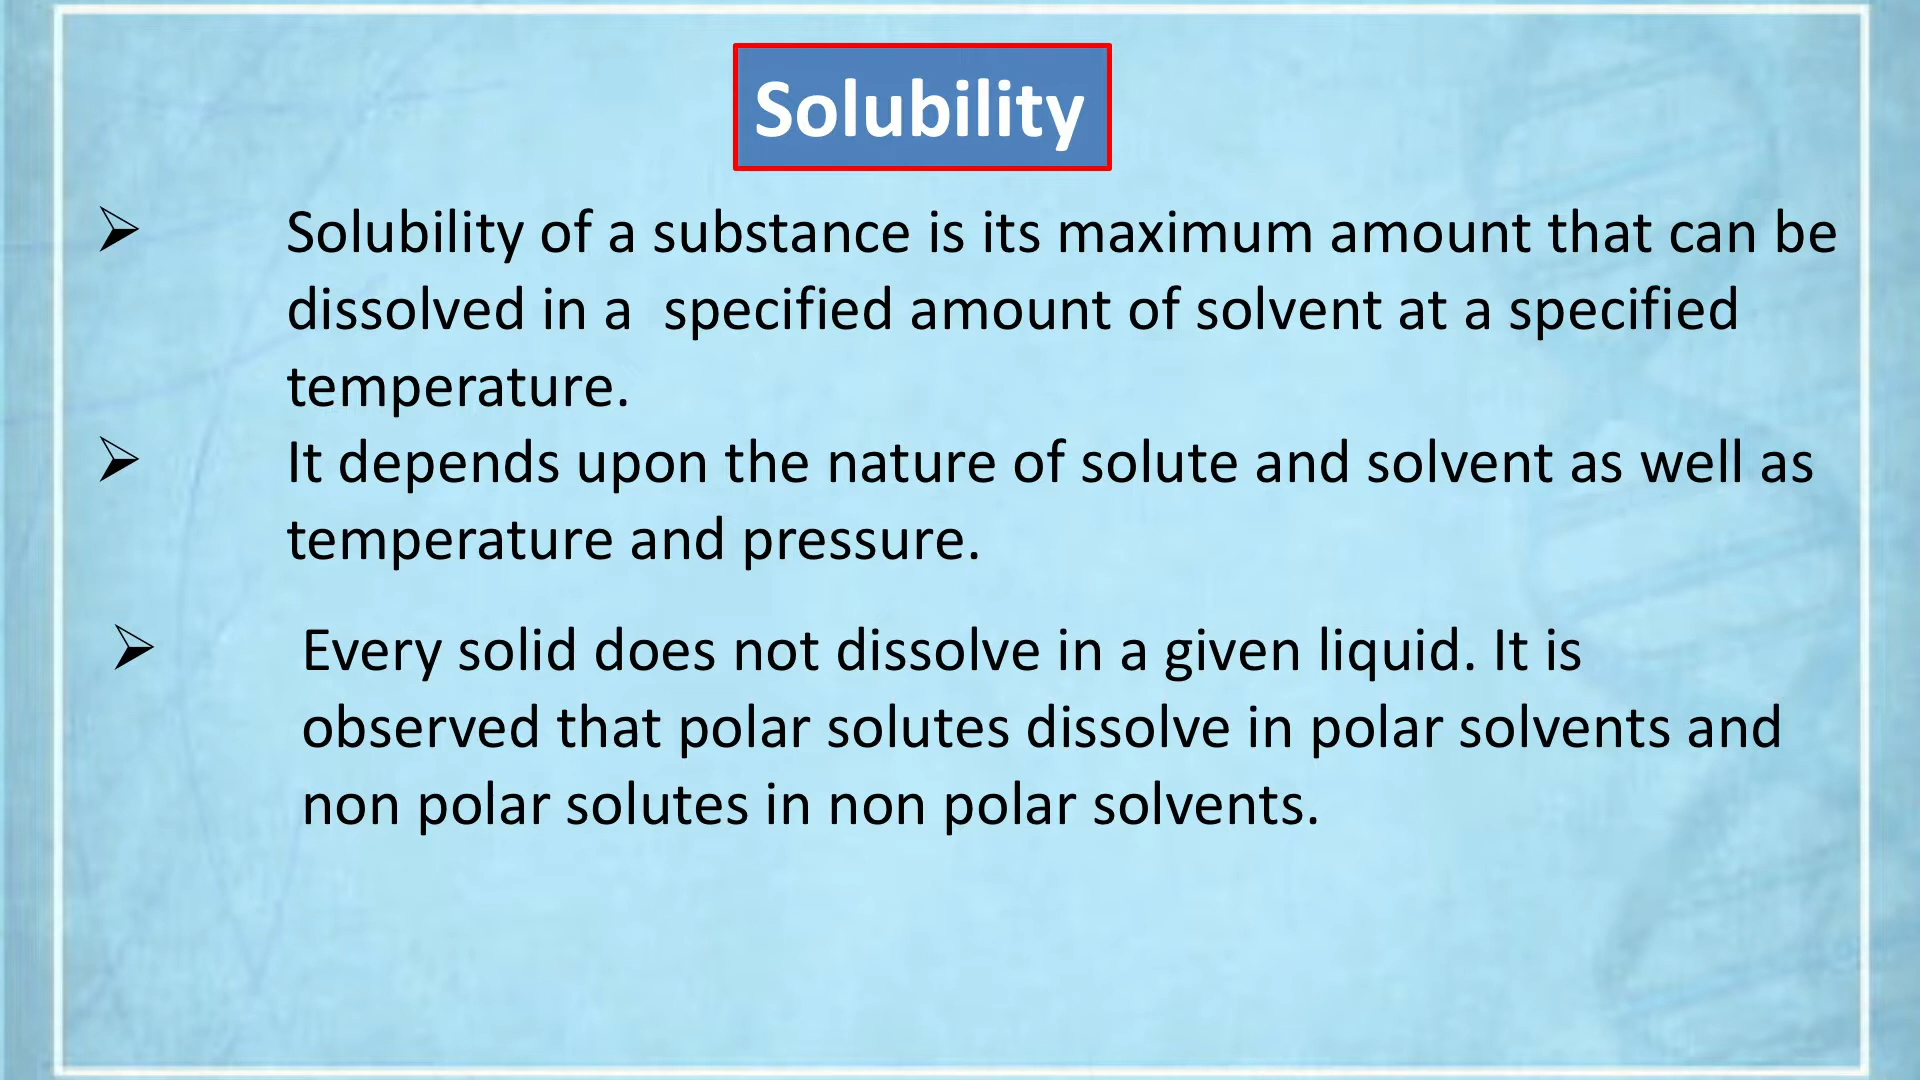 Solubility
➢ Solubility of a substance is its maximum amount that can be
dissolved in a  specified amount of solvent at a specified
temperature.
➢ It depends upon the nature of solute and solvent as well as
temperature and pressure.
➢ Every solid does not dissolve in a given liquid. It is
observed that polar solutes dissolve in polar solvents and
non polar solutes in non polar solvents.